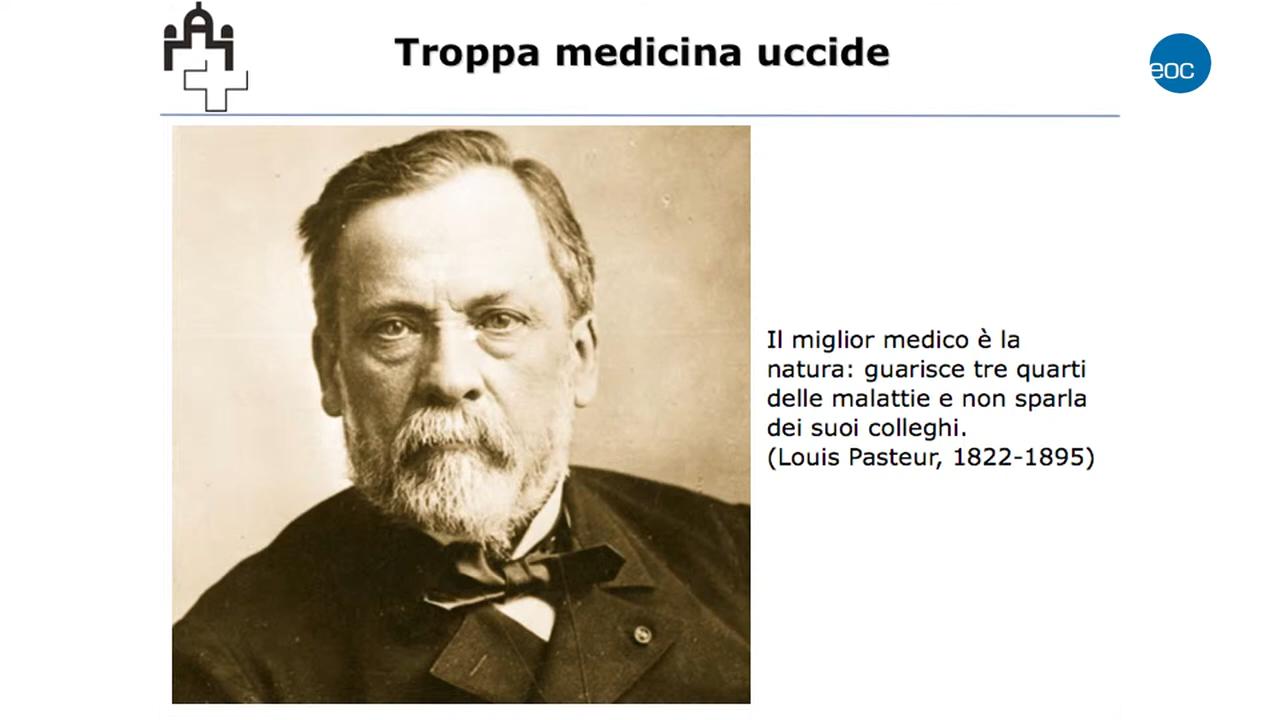 Troppa medicina uccide
eoc
Il miglior medico è la
natura: guarisce tre quarti
delle malattie e non sparla
dei suoi colleghi.
(Louis Pasteur, 1822-1895)